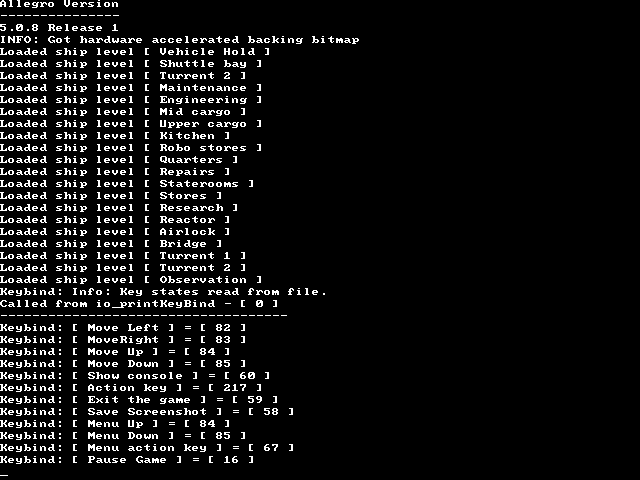 Allegro Version
---------------
5.0.8 Release 1
INFO: Got hardware accelerated backing bitmap
Loaded ship level [ Vehicle Hold ]
Loaded ship level [ Shuttle bay ]
Loaded ship level [ Turrent 2 ]
Loaded ship level [ Maintenance ]
Loaded ship level [ Engineering ]
Loaded ship level [ Mid cargo ]
Loaded ship level [ Upper cargo ]
Loaded ship level [ Kitchen ]
Loaded ship level [ Robo stores ]
Loaded ship level [ Quarters ]
Loaded ship level [ Repairs ]
Loaded ship level [ Staterooms ]
Loaded ship level [ Stores ]
Loaded ship level [ Research ]
Loaded ship level [ Reactor ]
Loaded ship level [ Airlock ]
Loaded ship level [ Bridge ]
Loaded ship level [ Turrent 1 ]
Loaded ship level [ Turrent 2 ]
Loaded ship level [ Observation ]
Keybind: Info: Key states read from file.
Called from io_printKeyBind - [ 0 ]
------------------------------------
Keybind: [ Move Left ] = [ 82 ]
Keybind: [ MoveRight ] = [ 83 ]
Keybind: [ Move Up ] = [ 84 ]
Keybind: [ Move Down ] = [ 85 ]
Keybind: [ Show console ] = [ 60 ]
Keybind: [ Action key ] = [ 217 ]
Keybind: [ Exit the game ] = [ 59 ]
Keybind: [ Save Screenshot ] = [ 58 ]
Keybind: [ Menu Up ] = [ 84 ]
Keybind: [ Menu Down ] = [ 85 ]
Keybind: [ Menu action key ] = [ 67 ]
Keybind: [ Pause Game ] = [ 16 ]
_